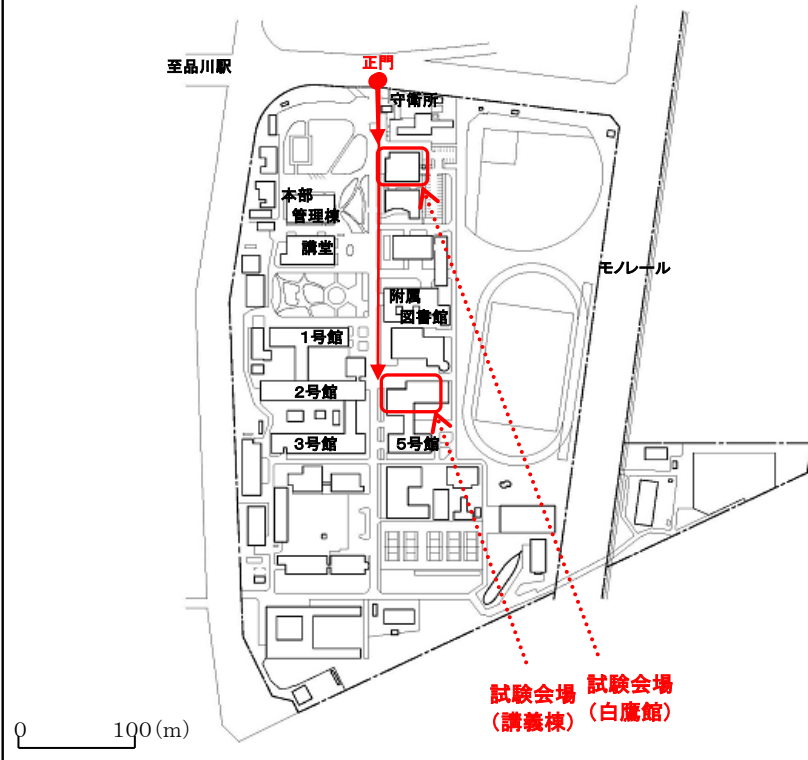 正門
至品川駅
守衛所
本部
管理棟
講堂
モノレール
附属
図書館
1号館
2号館
3号館
5号館
試験会場
(講義棟)
試験会場
(白鷹館)
0 100(m)